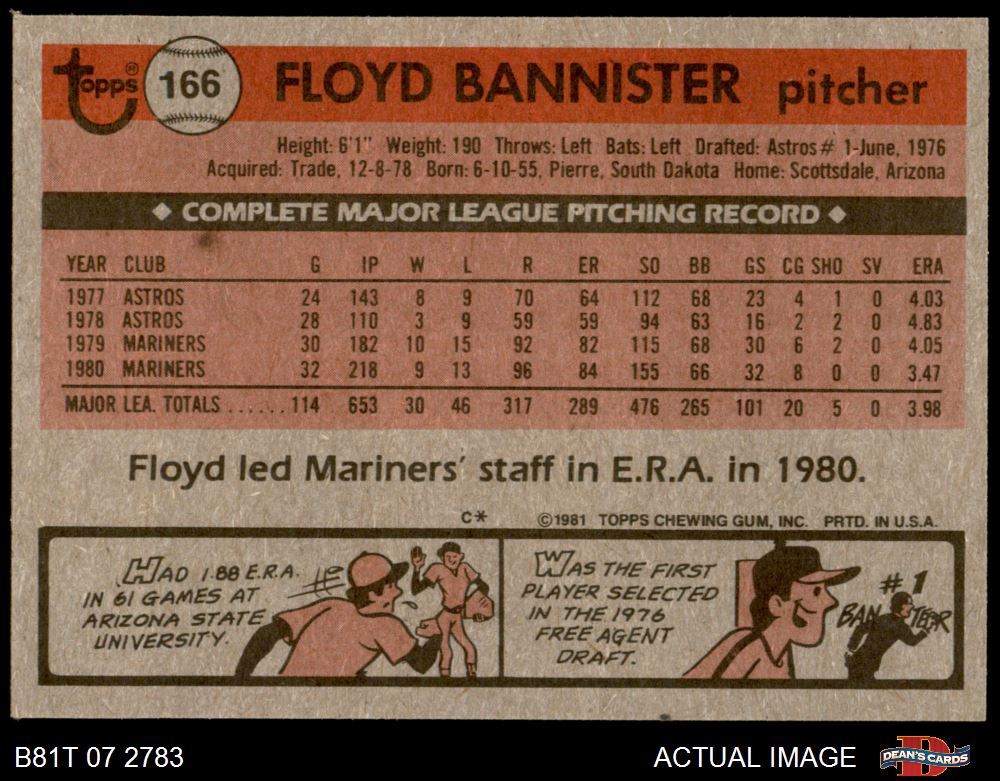 Topps® 166 FLOYD BANNISTER pitcher
Height: 6'1" Weight: 190 Throws: Left Bats: Left Drafted: Astros # 1-June, 1976
Acquired: Trade, 12-8-78 Born: 6-10-55, Pierre, South Dakota Home: Scottsdale, Arizona
◆ COMPLETE MAJOR LEAGUE PITCHING RECORD ◆
YEAR CLUB G IP W L R ER SO BB GS CG SHO SV ERA
1977 ASTROS 24 143 8 9 70 64 112 68 23 4 1 0 4.03
1978 ASTROS 28 110 3 9 59 59 94 63 16 2 2 0 4.83
1979 MARINERS 30 182 10 15 92 82 115 68 30 6 2 0 4.05
1980 MARINERS 32 218 9 13 96 84 155 66 32 8 0 0 3.47
MAJOR LEA. TOTALS ...... 114 653 30 46 317 289 476 265 101 20 5 0 3.98
Floyd led Mariners' staff in E.R.A. in 1980.
C* ©1981 TOPPS CHEWING GUM, INC. PRTD. IN U.S.A.
HAD 1.88 E.R.A.
IN 61 GAMES AT
ARIZONA STATE
UNIVERSITY.
WAS THE FIRST
PLAYER SELECTED
IN THE 1976
FREE AGENT
DRAFT.
#1
B81T 07 2783 ACTUAL IMAGE DEAN'S CARDS